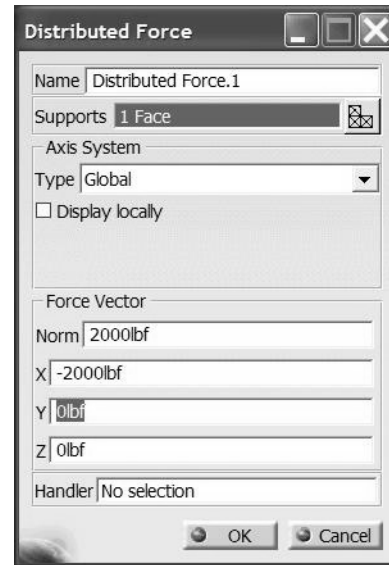 Distributed Force
Name Distributed Force.1
Supports 1 Face
Axis System
Type Global
Display locally
Force Vector
Norm 2000lbf
X -2000lbf
Y 0lbf
Z 0lbf
Handler No selection
OK Cancel